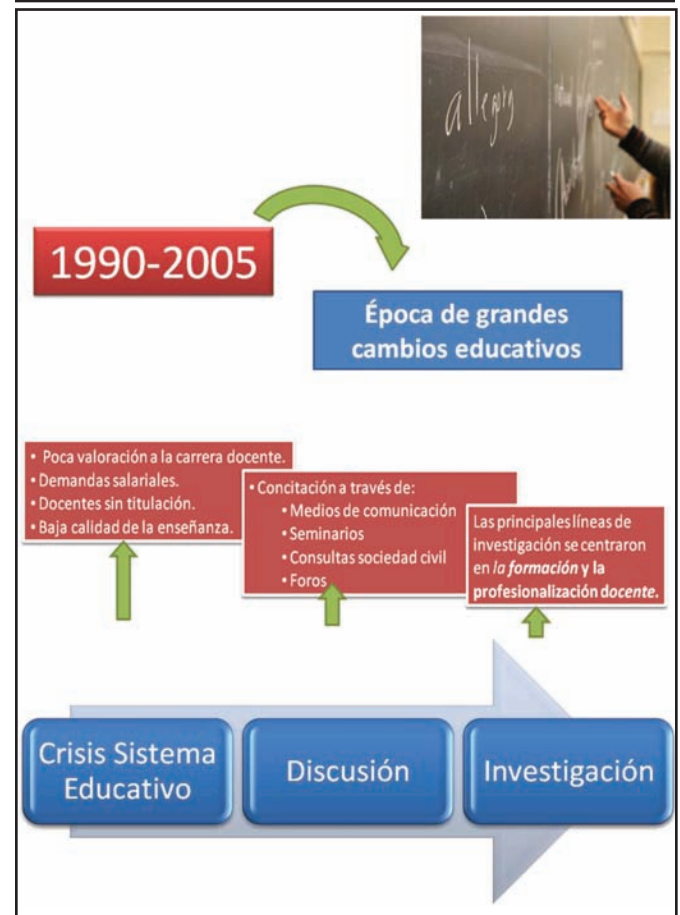 allegory
1990-2005
Época de grandes
cambios educativos
• Poca valoración a la carrera docente.
• Demandas salariales.
• Docentes sin titulación.
• Baja calidad de la enseñanza.
• Concitación a través de:
• Medios de comunicación
• Seminarios
• Consultas sociedad civil
• Foros
Las principales líneas de
investigación se centraron
en la formación y la
profesionalización docente.
Crisis Sistema
Educativo
Discusión
Investigación